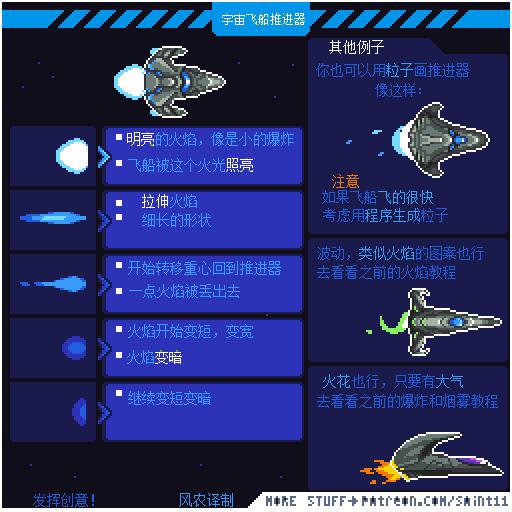 宇宙飞船推进器
明亮的火焰，像是小的爆炸
飞船被这个火光照亮
拉伸火焰
细长的形状
开始转移重心回到推进器
一点火焰被丢出去
火焰开始变短，变宽
火焰变暗
继续变短变暗
其他例子
你也可以用粒子画推进器
像这样：
注意
如果飞船飞的很快
考虑用程序生成粒子
波动，类似火焰的图案也行
去看看之前的火焰教程
火花也行，只要有大气
去看看之前的爆炸和烟雾教程
发挥创意！
风农译制
MORE STUFF→Patreon.com/Saint11